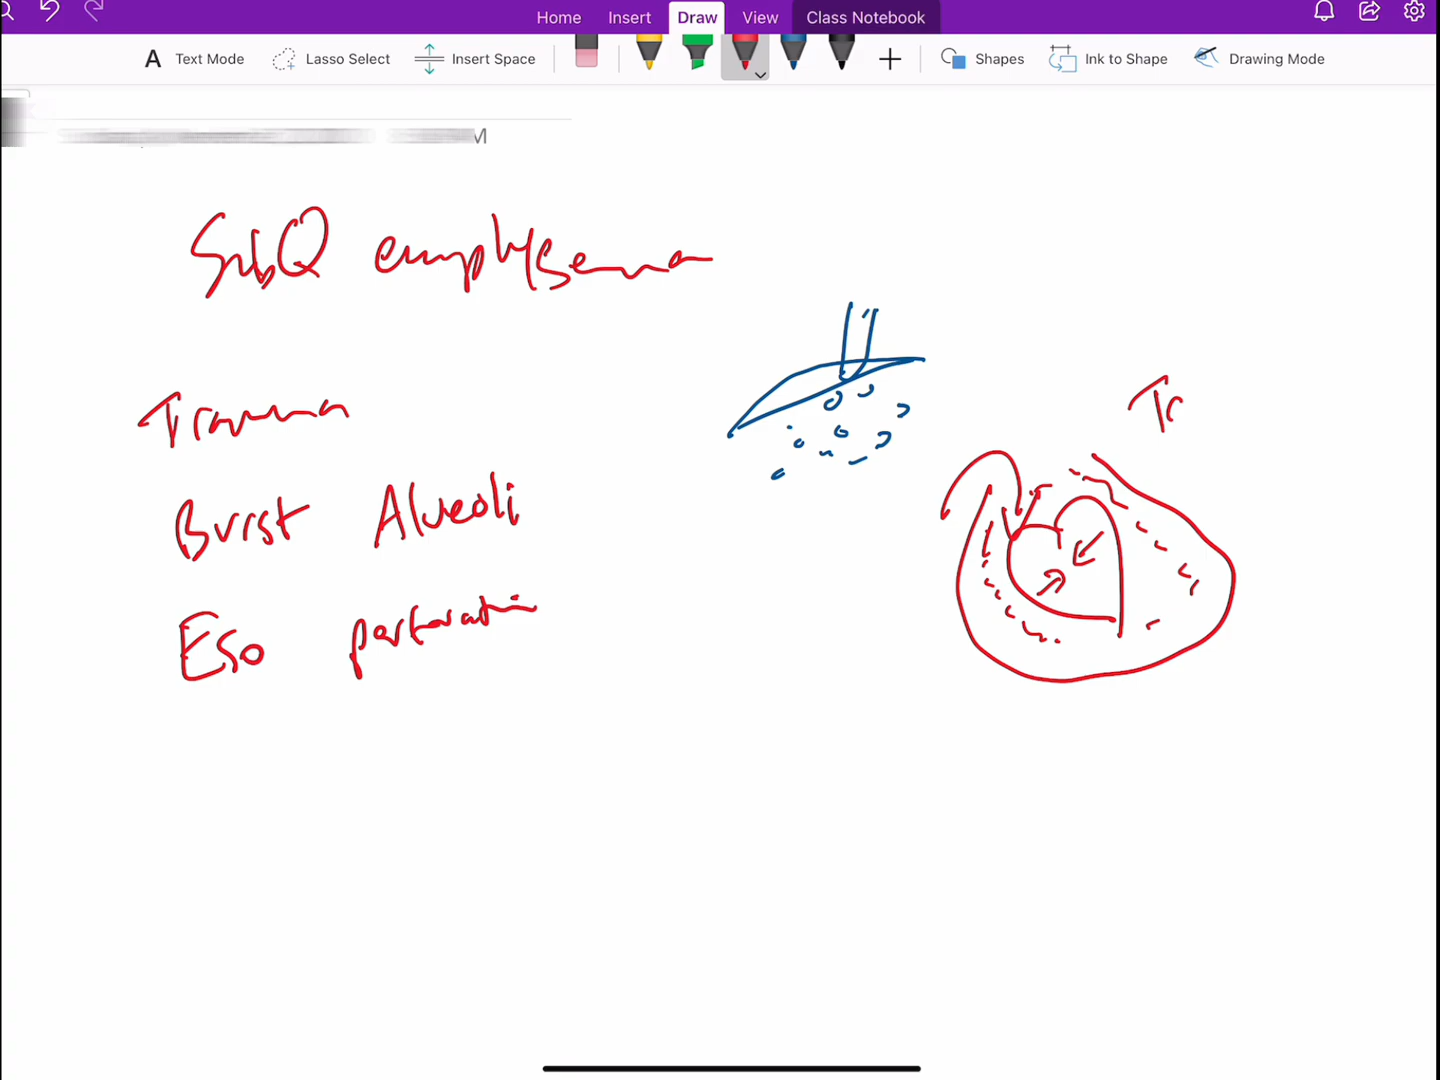 Home Insert Draw View Class Notebook
Text Mode Lasso Select Insert Space Shapes Ink to Shape Drawing Mode
M
SubQ emphysema
Trauma
Tr
Burst Alveoli
Eso perforation